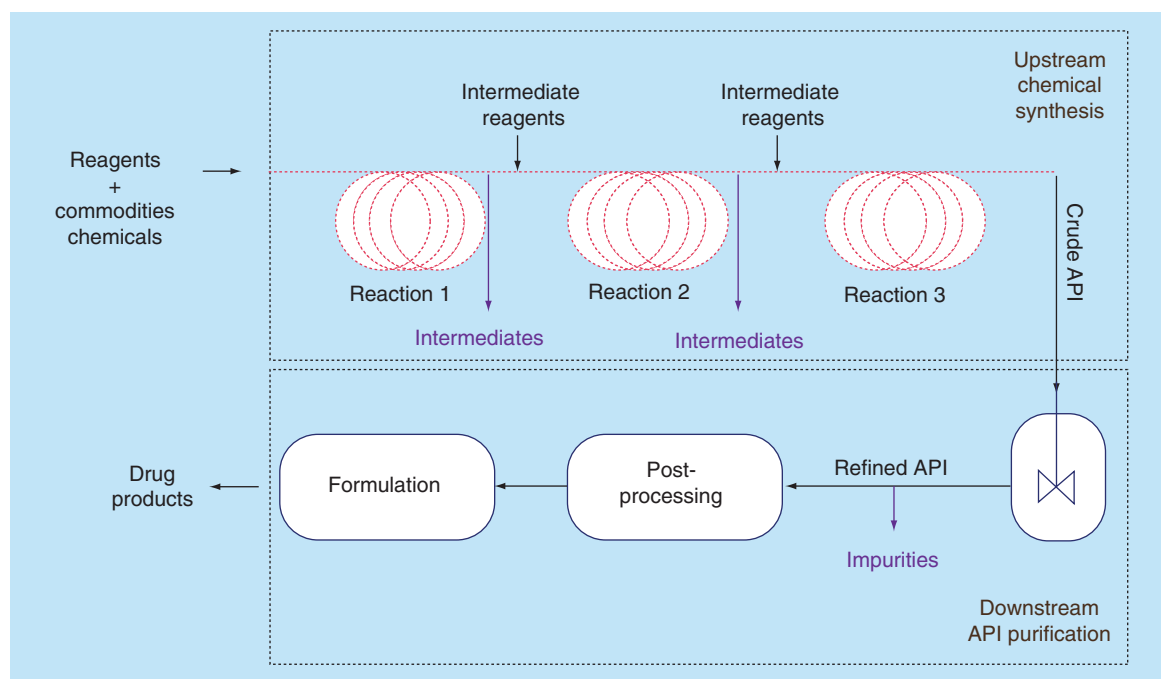 Upstream
chemical
synthesis
Intermediate
reagents
Intermediate
reagents
Reagents
+
commodities
chemicals
Reaction 1
Reaction 2
Reaction 3
Crude API
Intermediates
Intermediates
Drug
products
Formulation
Post-
processing
Refined API
Impurities
Downstream
API purification